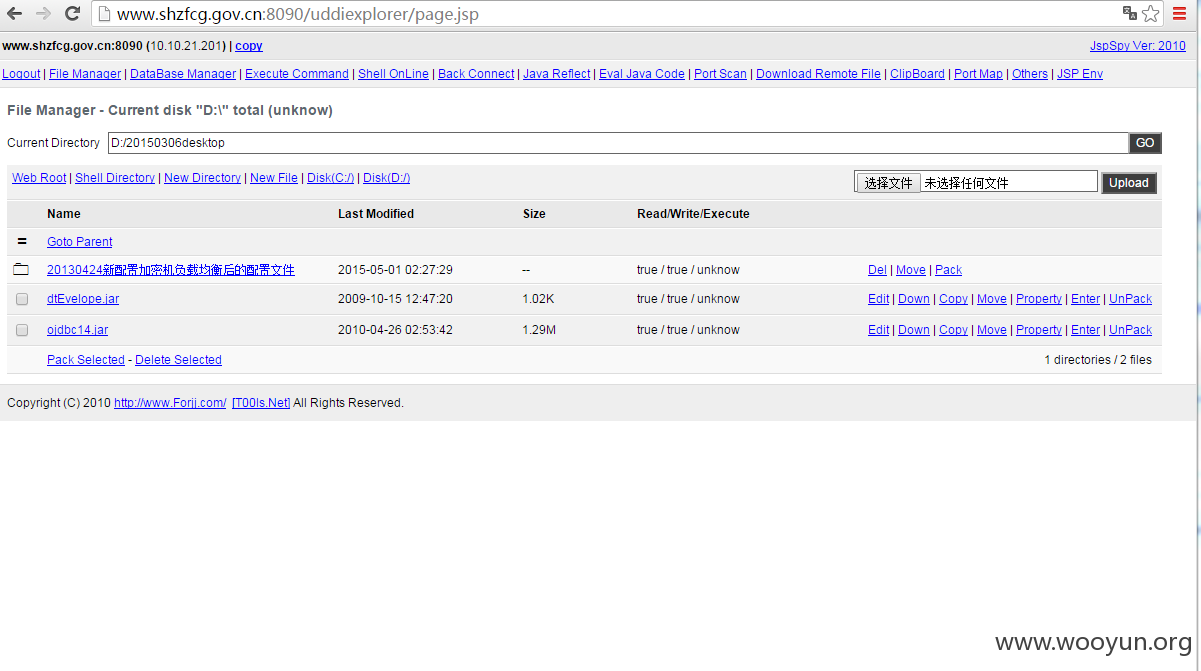 www.shzfcg.gov.cn:8090/uddiexplorer/page.jsp
www.shzfcg.gov.cn:8090 (10.10.21.201) | copy JspSpy Ver: 2010
Logout | File Manager | DataBase Manager | Execute Command | Shell OnLine | Back Connect | Java Reflect | Eval Java Code | Port Scan | Download Remote File | ClipBoard | Port Map | Others | JSP Env
File Manager - Current disk "D:\" total (unknow)
Current Directory D:/20150306desktop GO
Web Root | Shell Directory | New Directory | New File | Disk(C:/) | Disk(D:/) 选择文件 未选择任何文件 Upload
Name Last Modified Size Read/Write/Execute
= Goto Parent
20130424新配置加密机负载均衡后的配置文件 2015-05-01 02:27:29 -- true / true / unknow Del | Move | Pack
dtEvelope.jar 2009-10-15 12:47:20 1.02K true / true / unknow Edit | Down | Copy | Move | Property | Enter | UnPack
ojdbc14.jar 2010-04-26 02:53:42 1.29M true / true / unknow Edit | Down | Copy | Move | Property | Enter | UnPack
Pack Selected - Delete Selected 1 directories / 2 files
Copyright (C) 2010 http://www.Forjj.com/ [T00ls.Net] All Rights Reserved.
www.wooyun.org